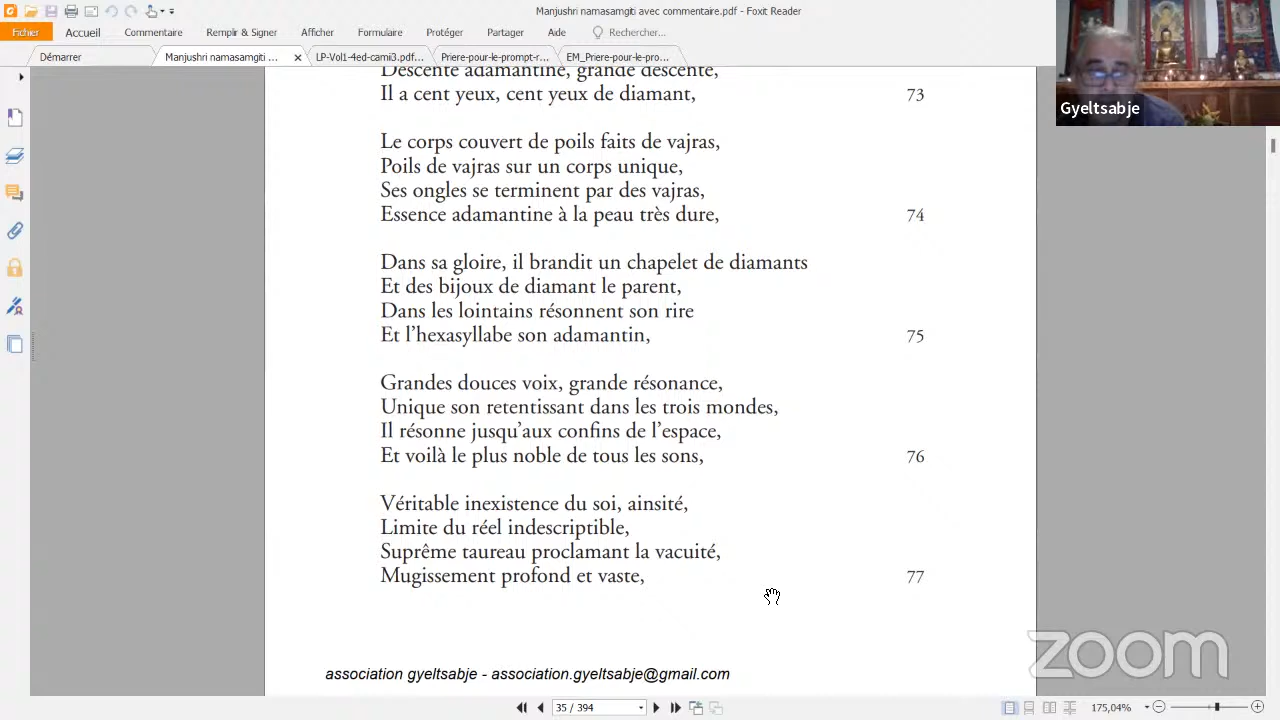 Manjushri namasamgiti avec commentaire.pdf - Foxit Reader
Fichier Accueil Commentaire Remplir & Signer Afficher Formulaire Protéger Partager Aide Rechercher...
Démarrer Manjushri namasamgiti ... LP-Vol1-4ed-cami3.pdf... Priere-pour-le-prompt-r... EM_Priere-pour-le-pro...
Gyeltsabje
Descente adamantine, grande descente,
Il a cent yeux, cent yeux de diamant, 73
Le corps couvert de poils faits de vajras,
Poils de vajras sur un corps unique,
Ses ongles se terminent par des vajras,
Essence adamantine à la peau très dure, 74
Dans sa gloire, il brandit un chapelet de diamants
Et des bijoux de diamant le parent,
Dans les lointains résonnent son rire
Et l’hexasyllabe son adamantin, 75
Grandes douces voix, grande résonance,
Unique son retentissant dans les trois mondes,
Il résonne jusqu’aux confins de l’espace,
Et voilà le plus noble de tous les sons, 76
Véritable inexistence du soi, ainsité,
Limite du réel indescriptible,
Suprême taureau proclamant la vacuité,
Mugissement profond et vaste, 77
association gyeltsabje - association.gyeltsabje@gmail.com
zoom
35 / 394 175,04%